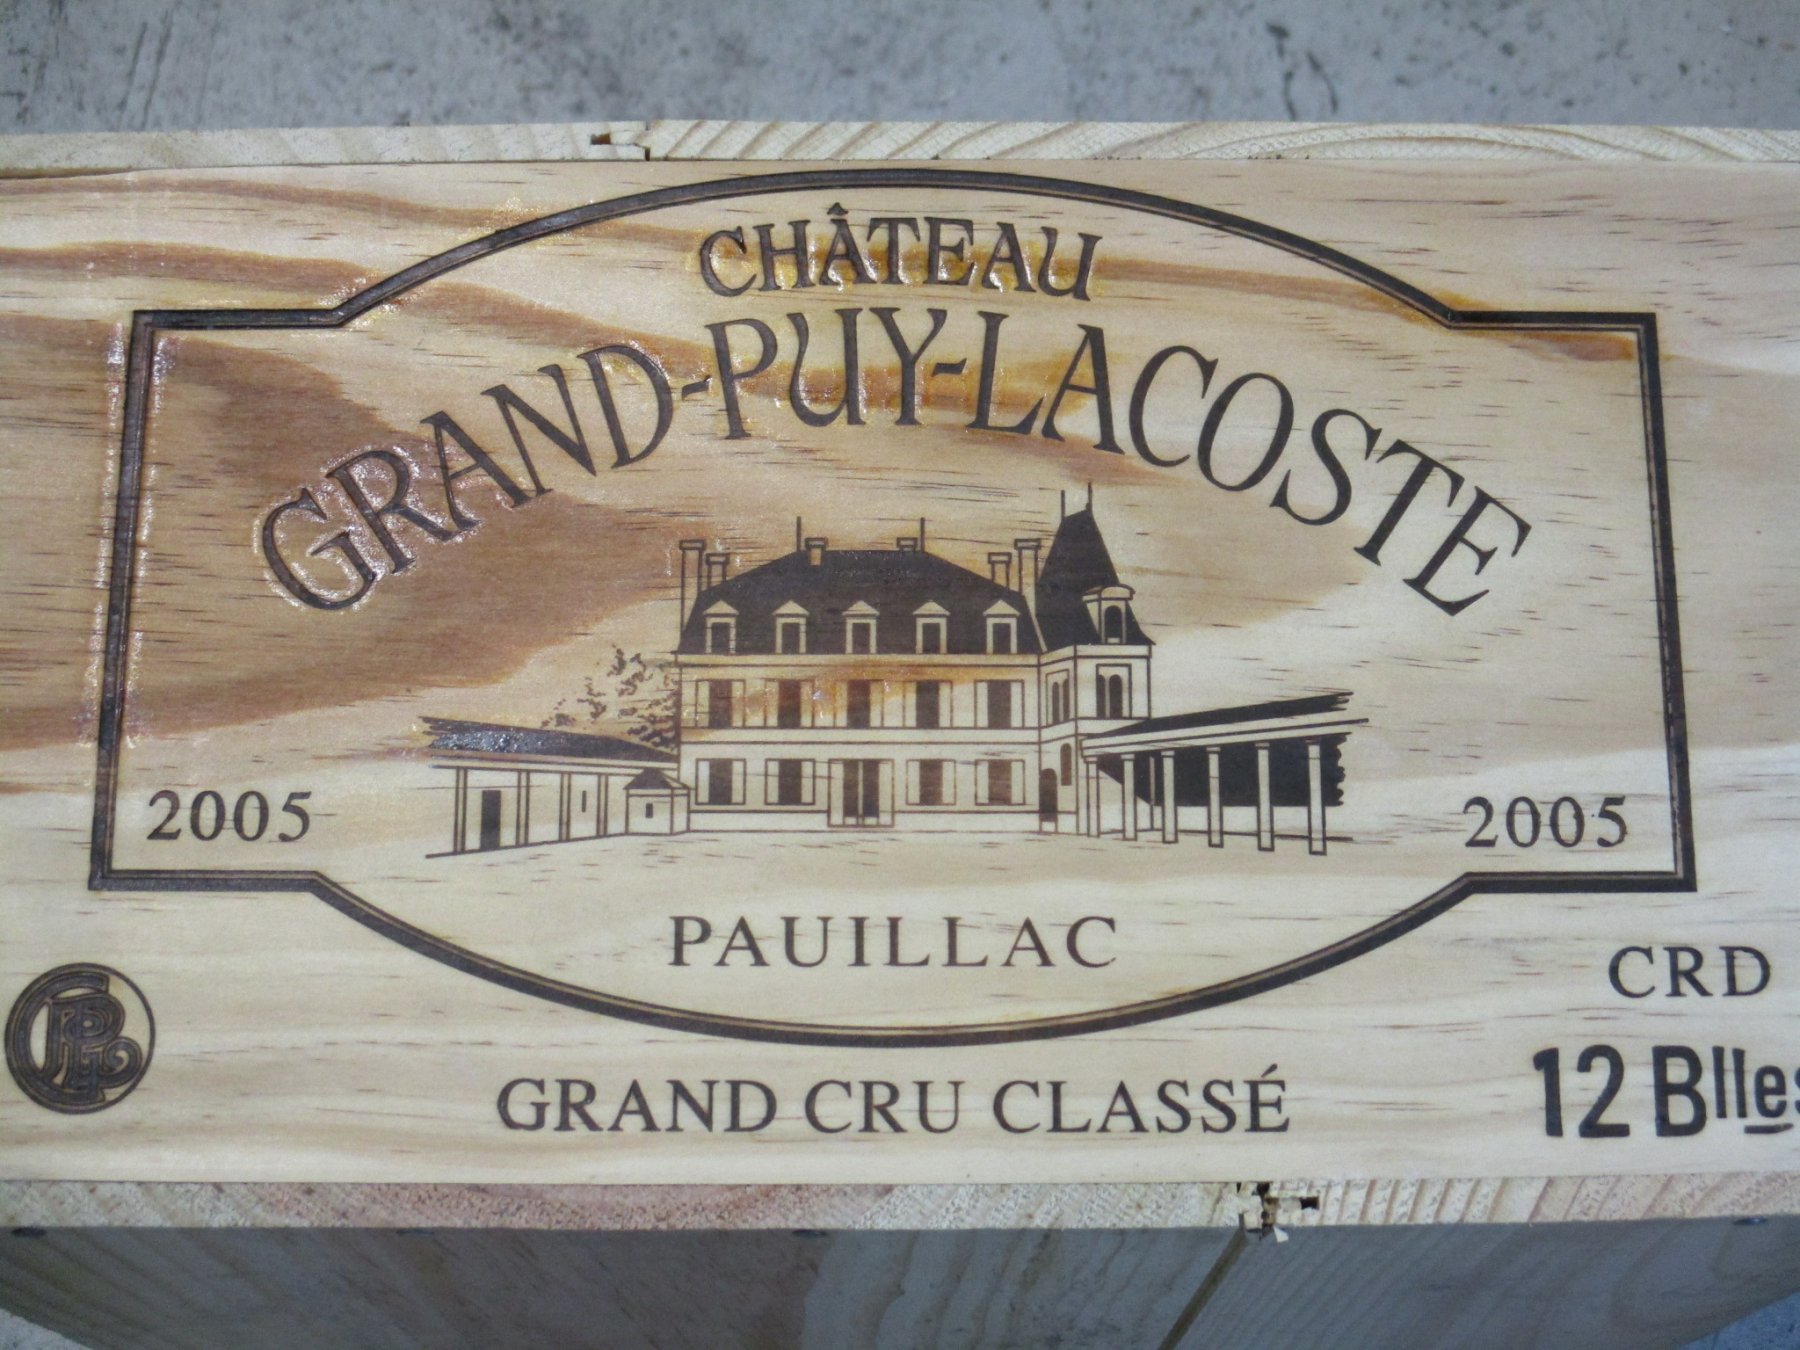 CHÂTEAU
GRAND-PUY-LACOSTE
2005 2005
PAUILLAC
CRD
GRAND CRU CLASSÉ
12 Blles